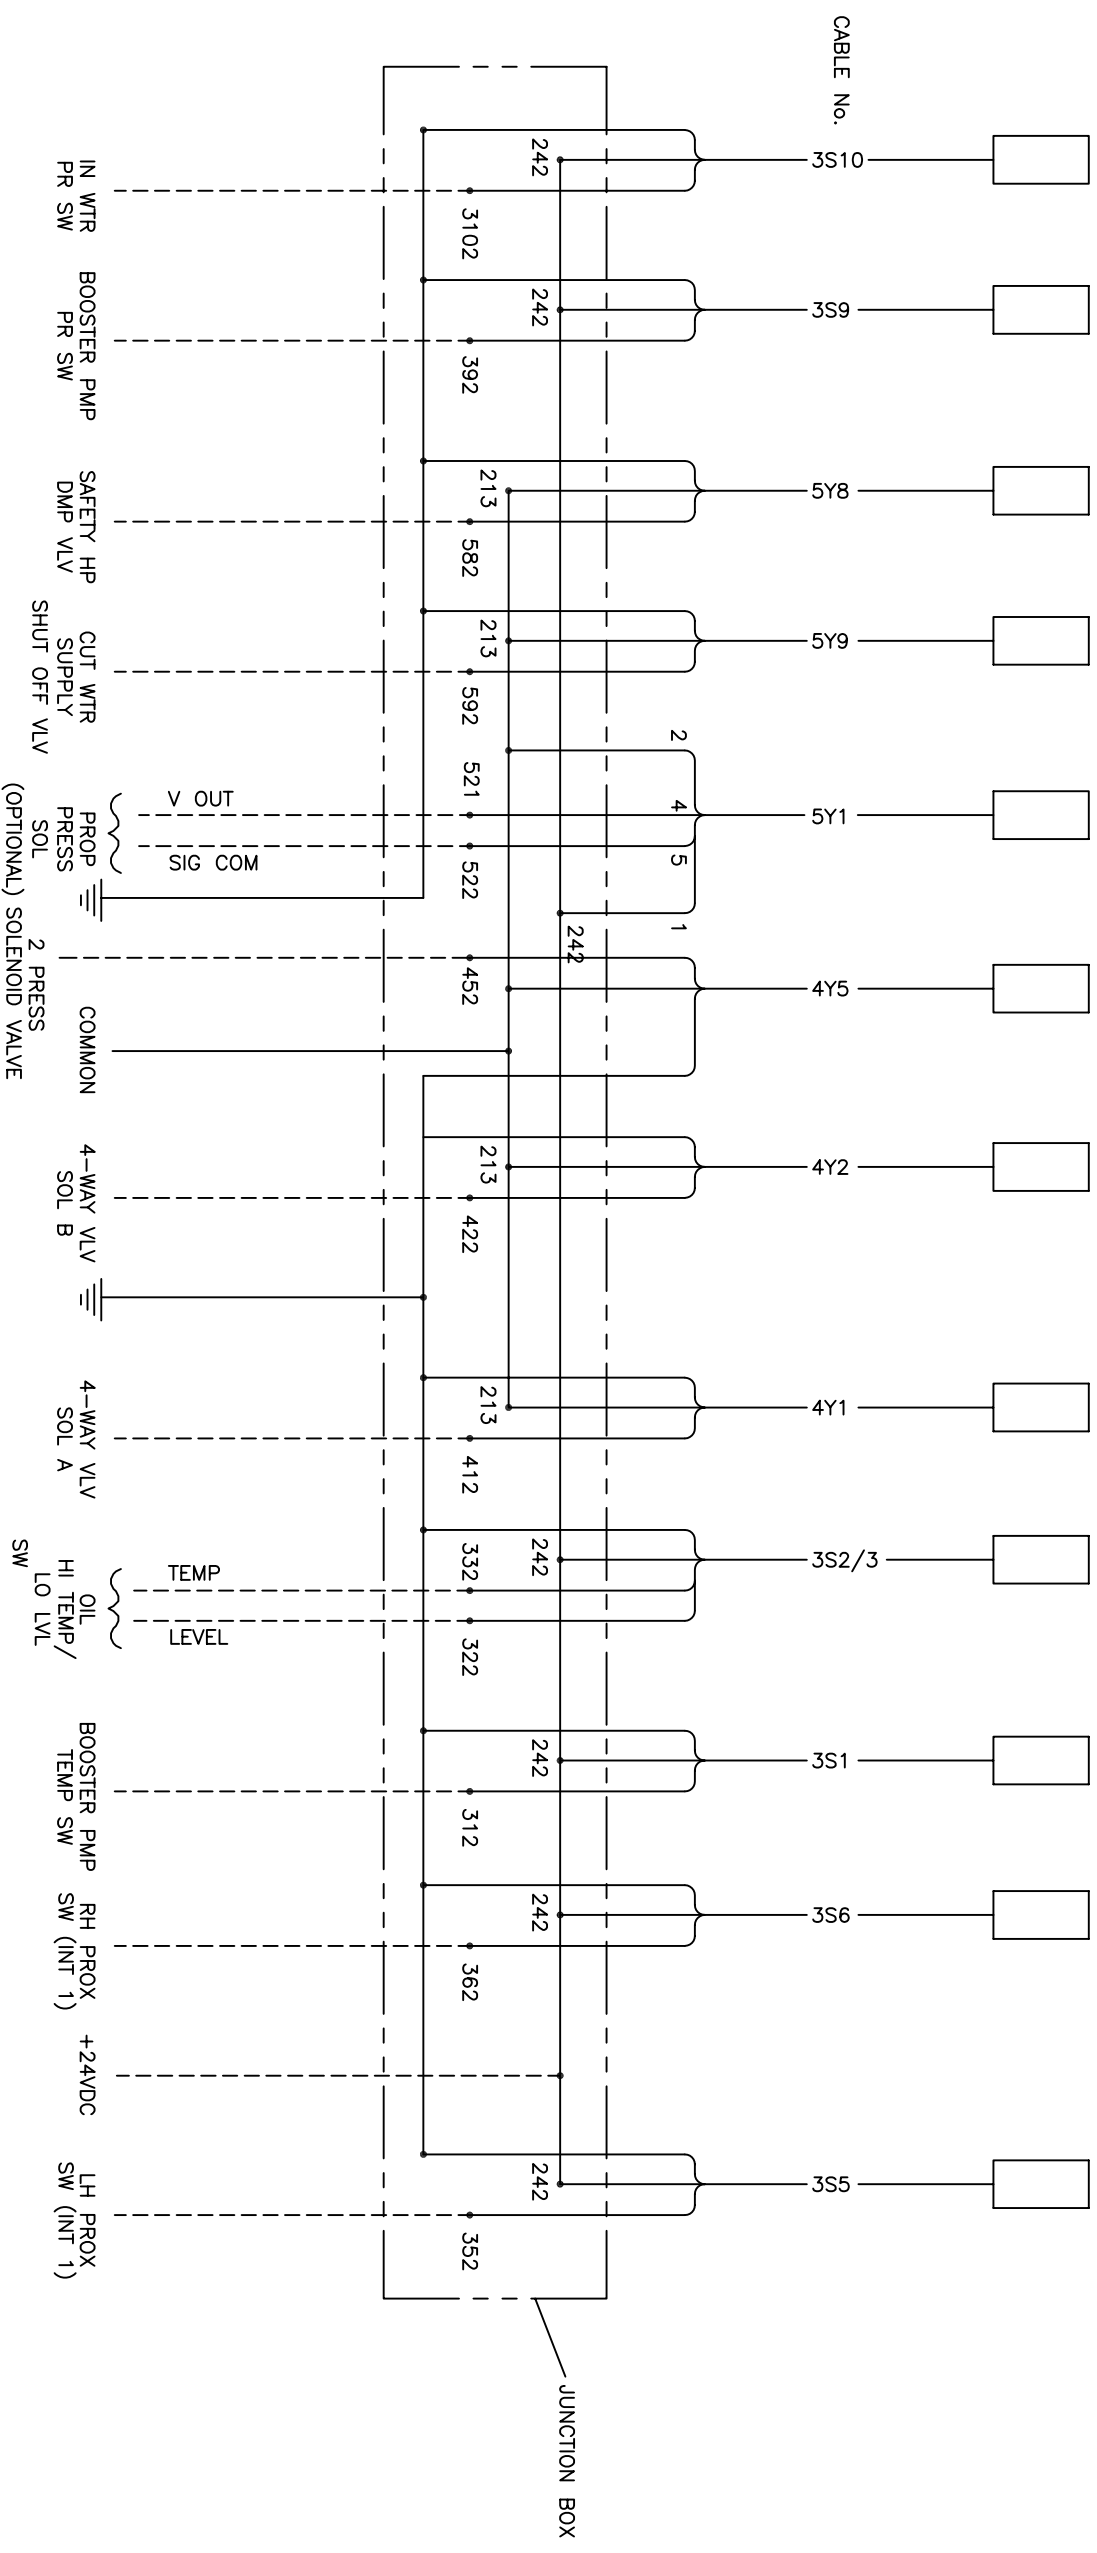 CABLE No.
3S10
3S9
5Y8
5Y9
5Y1
4Y5
4Y2
4Y1
3S2/3
3S1
3S6
3S5
2
4
5
1
242
242
242
242
242
242
242
213
213
213
213
3102
392
582
592
521
522
452
422
412
332
322
312
362
352
V OUT
SIG COM
TEMP
LEVEL
IN WTR
PR SW
BOOSTER PMP
PR SW
SAFETY HP
DMP VLV
CUT WTR
SUPPLY
SHUT OFF VLV
PROP
PRESS
SOL
(OPTIONAL)
2 PRESS
SOLENOID VALVE
COMMON
4-WAY VLV
SOL B
4-WAY VLV
SOL A
OIL
HI TEMP/
LO LVL
SW
BOOSTER PMP
TEMP SW
RH PROX
SW (INT 1)
+24VDC
LH PROX
SW (INT 1)
JUNCTION BOX